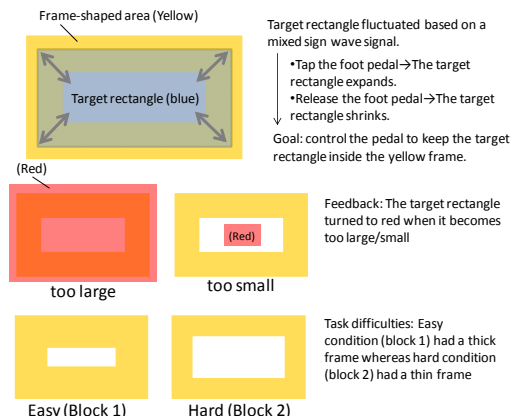 Frame-shaped area (Yellow)
Target rectangle (blue)
Target rectangle fluctuated based on a
mixed sign wave signal.
•Tap the foot pedal→The target
rectangle expands.
•Release the foot pedal→The target
rectangle shrinks.
Goal: control the pedal to keep the target
rectangle inside the yellow frame.
(Red)
too large
(Red)
too small
Feedback: The target rectangle
turned to red when it becomes
too large/small
Easy (Block 1)
Hard (Block 2)
Task difficulties: Easy
condition (block 1) had a thick
frame whereas hard condition
(block 2) had a thin frame